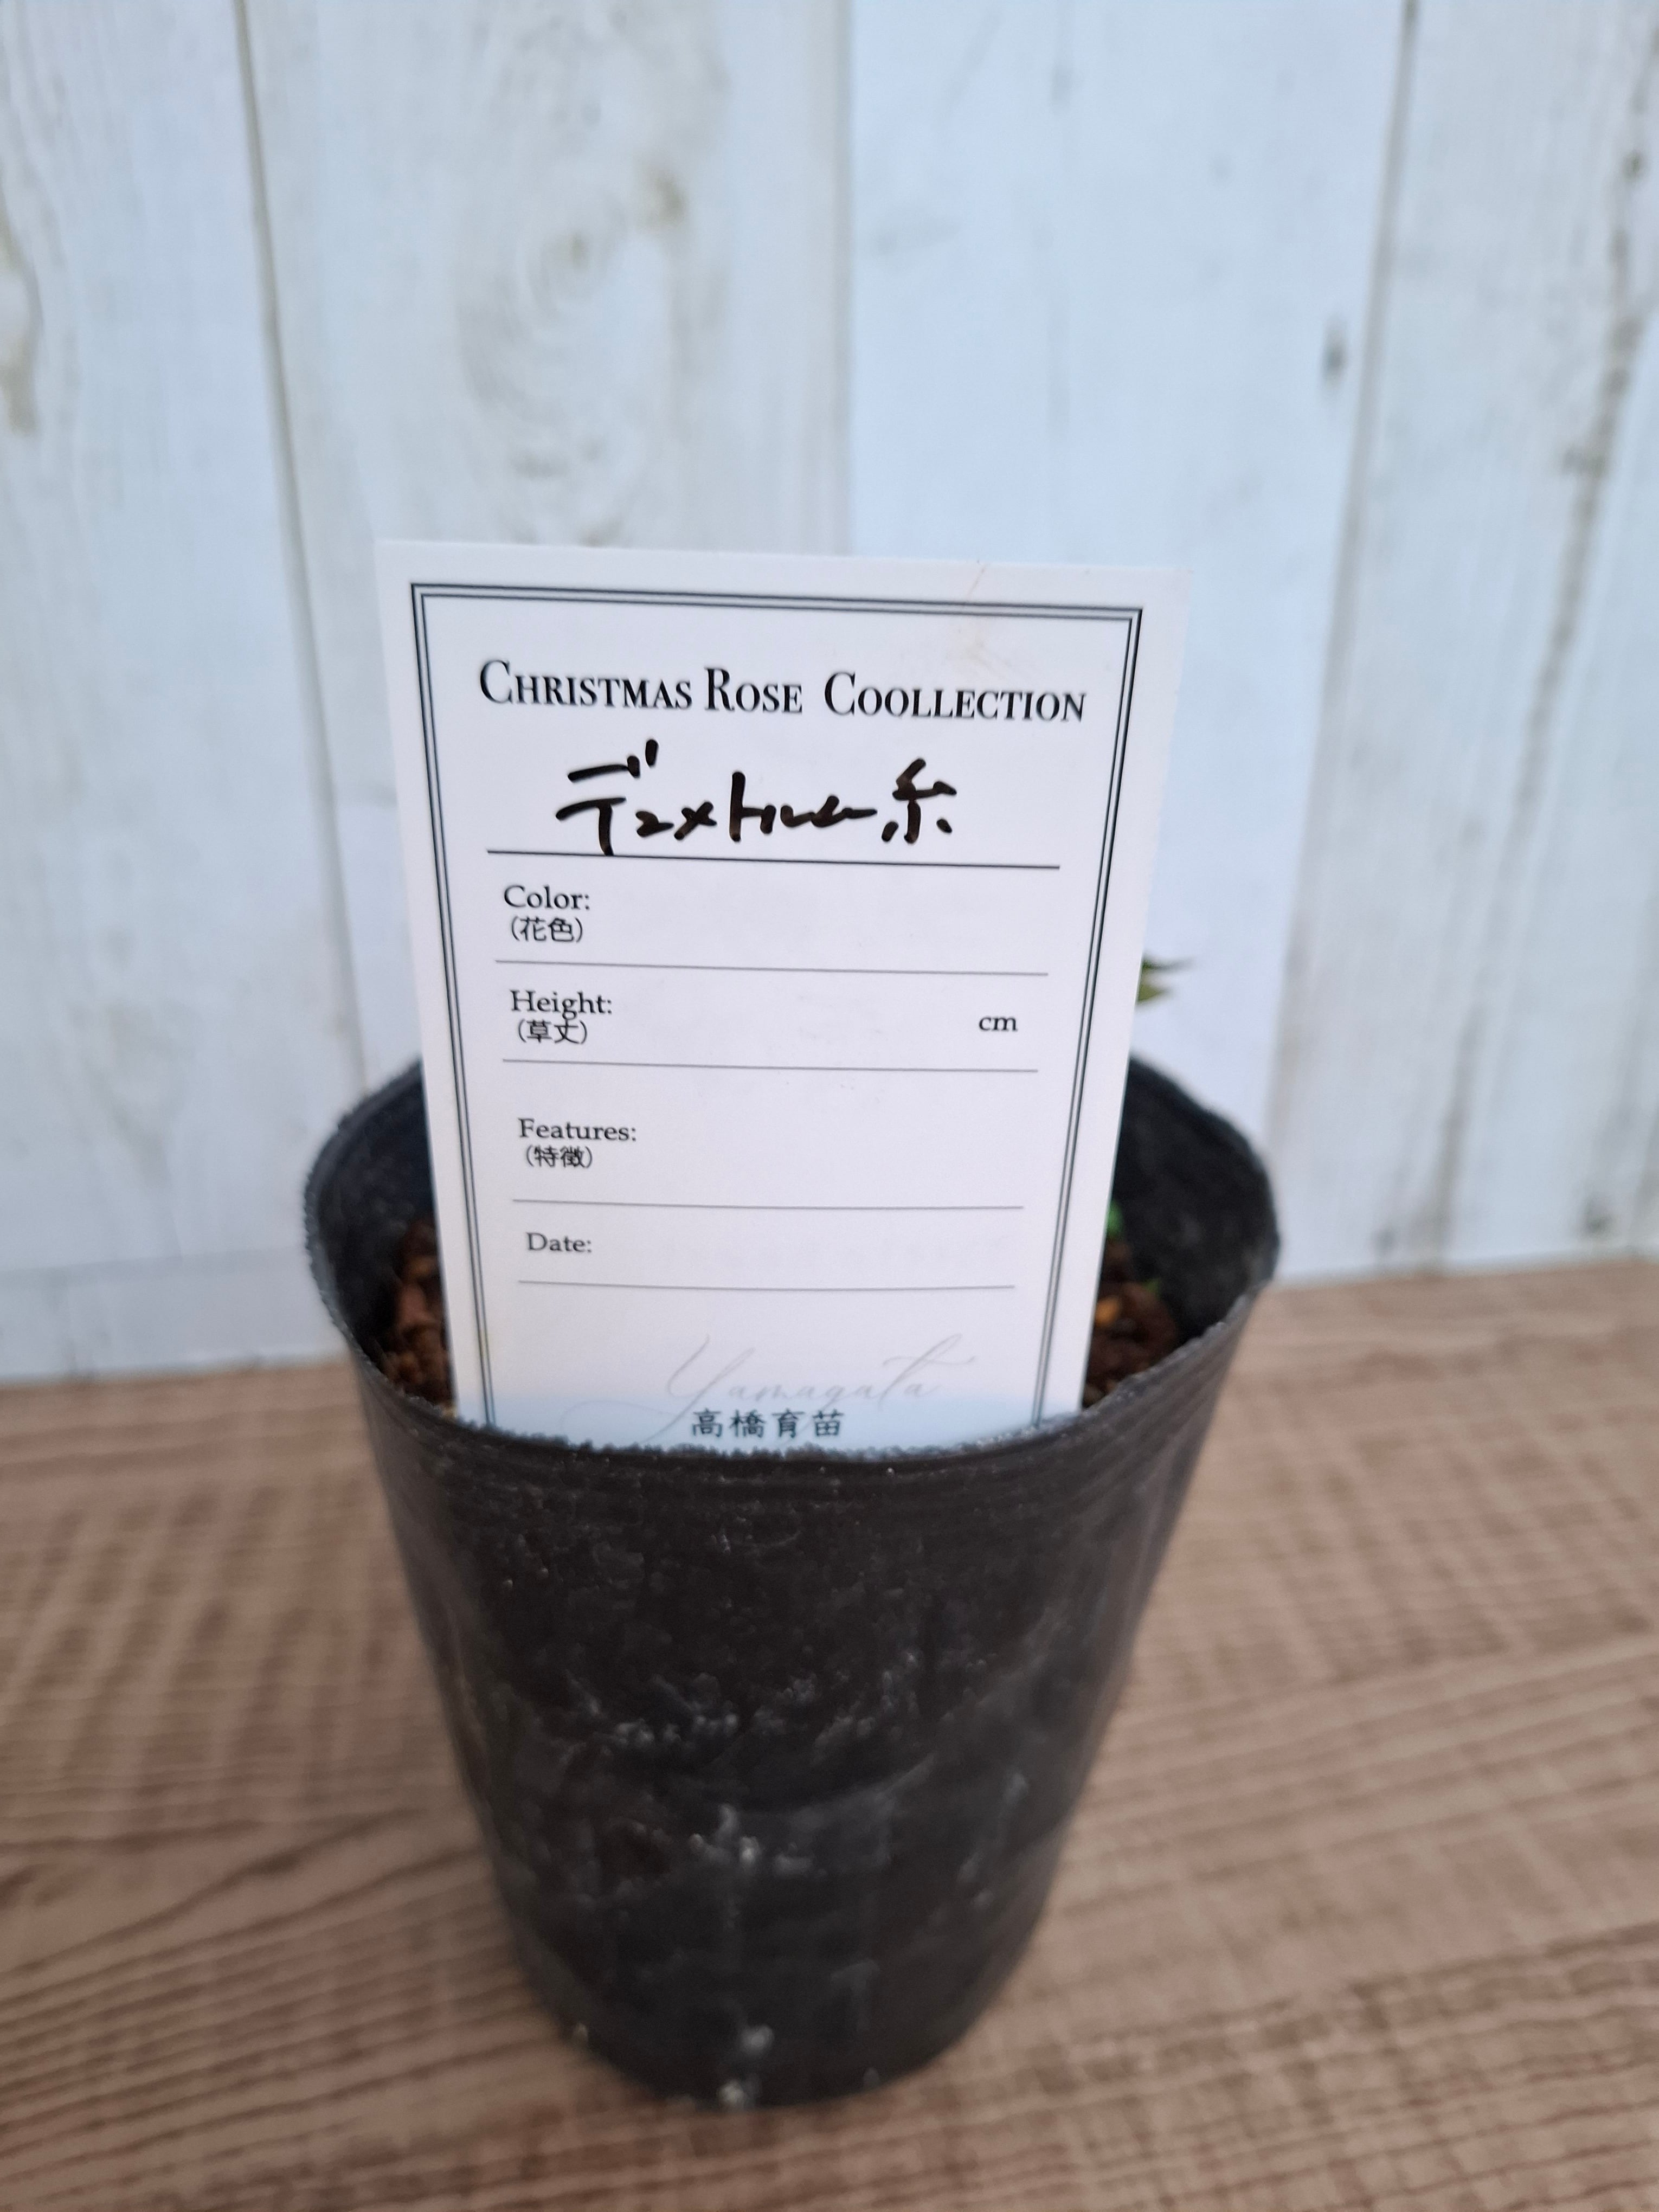 CHRISTMAS ROSE COOLLECTION
デュメトルム系
Color:
(花色)
Height:
cm
(草丈)
Features:
(特徴)
Date:
Yamagata
高橋育苗